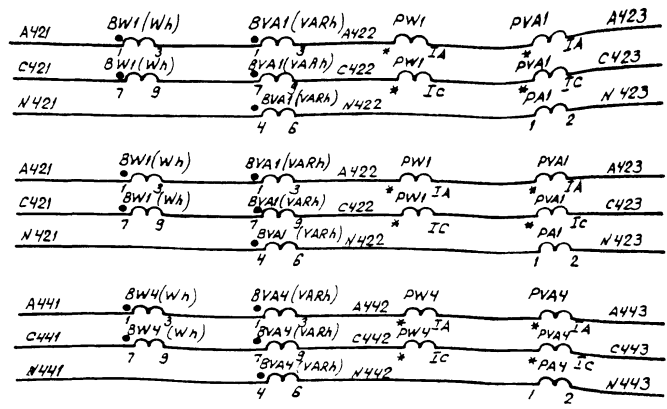 BW1(Wh) BVA1(VARh) PW1 PVA1 A423
A421 1 3 1 3 A422 * IA * IA
C421 BW1(Wh) BVA1(VARh) C422 PW1 PVA1 C423
7 9 7 9 * IC * IC
N421 BVA1(VARh) N422 PA1 N423
4 6 1 2
A421 BW1(Wh) BVA1(VARh) A422 PW1 PVA1 A423
1 3 1 3 * IA * IA
C421 BW1(Wh) BVA1(VARh) C422 PW1 PVA1 C423
7 9 7 9 * IC * IC
N421 BVA1(VARh) N422 PA1 N423
4 6 1 2
A441 BW4(Wh) BVA4(VARh) A442 PW4 PVA4 A443
1 3 1 3 * IA * IA
C441 BW4(Wh) BVA4(VARh) C442 PW4 PVA4 C443
7 9 7 9 * IC * IC
N441 BVA4(VARh) N442 PA4 N443
4 6 1 2